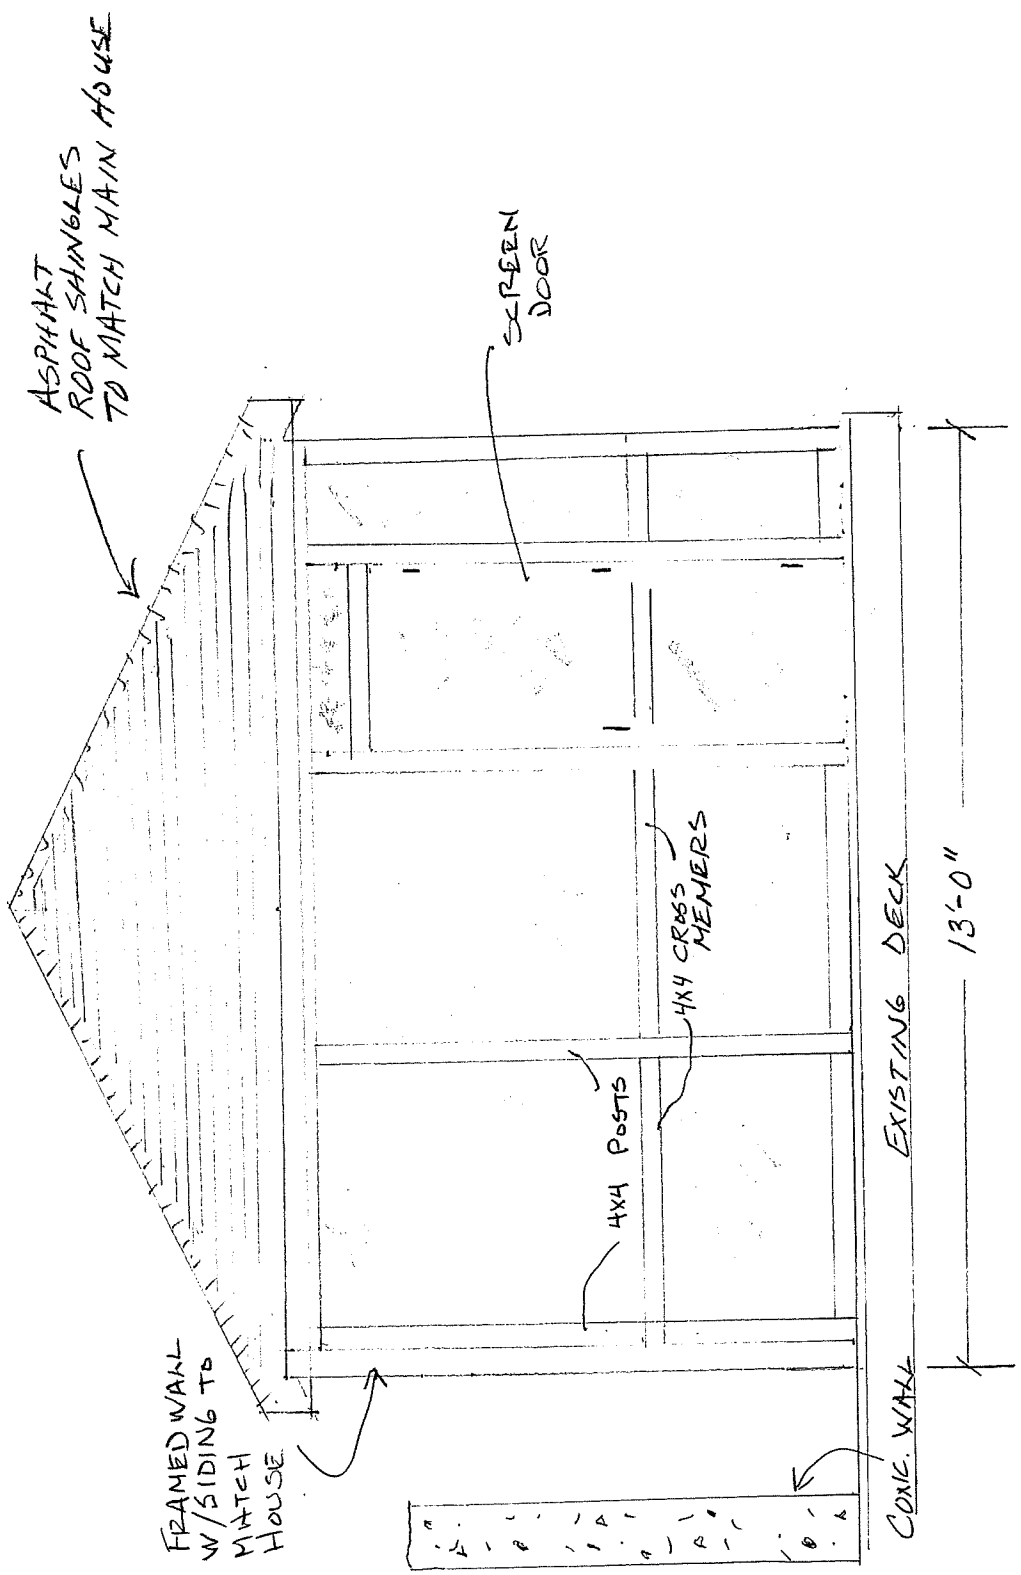 ASPHALT
ROOF SHINGLES
TO MATCH MAIN HOUSE
FRAMED WALL
W/SIDING TO
MATCH
HOUSE
SCREEN
DOOR
4X4 POSTS
4X4 CROSS
MEMERS
CONC. WALL
EXISTING DECK
13'-0"